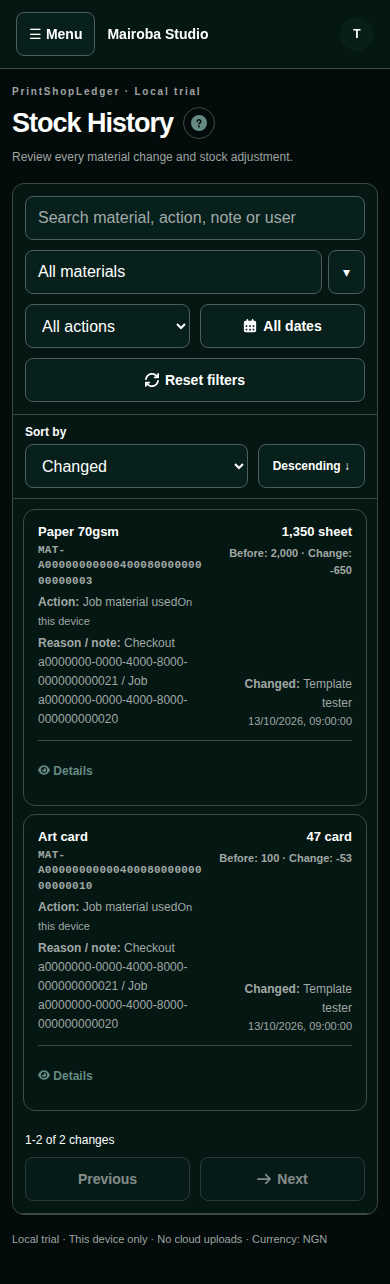 ☰ Menu
Mairoba Studio
T
PrintShopLedger · Local trial
Stock History
?
Review every material change and stock adjustment.
Search material, action, note or user
All materials
▼
All actions
All dates
Reset filters
Sort by
Changed
Descending ↓
Paper 70gsm
1,350 sheet
MAT-
A00000000000400080000000
00000003
Before: 2,000 · Change:
-650
Action: Job material usedOn
this device
Reason / note: Checkout
a0000000-0000-4000-8000-
000000000021 / Job
a0000000-0000-4000-8000-
000000000020
Changed: Template
tester
13/10/2026, 09:00:00
Details
Art card
47 card
MAT-
A00000000000400080000000
00000010
Before: 100 · Change: -53
Action: Job material usedOn
this device
Reason / note: Checkout
a0000000-0000-4000-8000-
000000000021 / Job
a0000000-0000-4000-8000-
000000000020
Changed: Template
tester
13/10/2026, 09:00:00
Details
1-2 of 2 changes
Previous
→ Next
Local trial · This device only · No cloud uploads · Currency: NGN